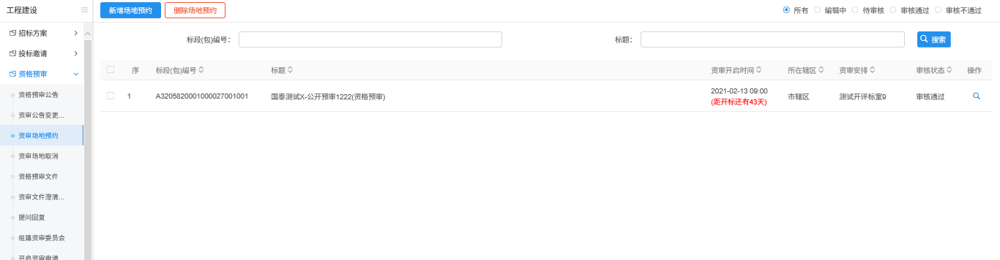 工程建设
新增场地预约 删除场地预约 所有 编辑中 待审核 审核通过 审核不通过
招标方案
投标邀请
资格预审
资格预审公告
资审公告变更...
资审场地预约
资审场地取消
资格预审文件
资审文件澄清...
提问回复
组建资审委员会
开启资审申请
标段(包)编号： 标题： 搜索
序 标段(包)编号 标题 资审开启时间 所在辖区 资审安排 审核状态 操作
1 A3205820001000027001001 国泰测试X-公开预审1222(资格预审) 2021-02-13 09:00 市辖区 测试开评标室9 审核通过
(距开标还有43天)